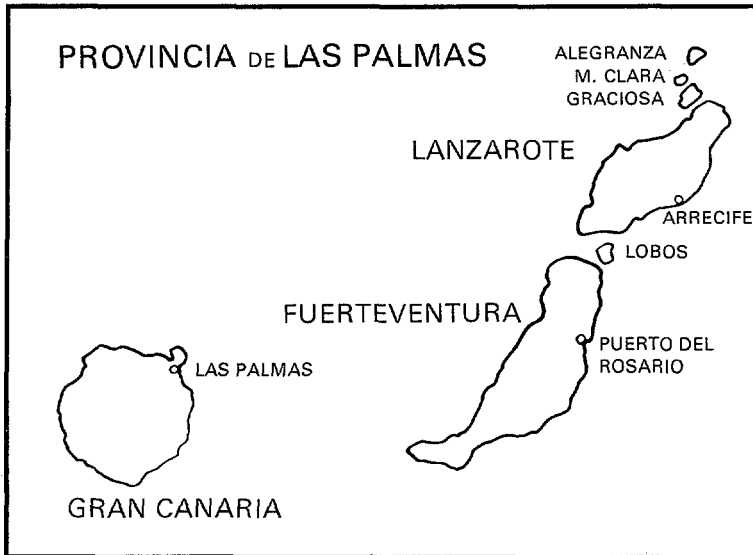 PROVINCIA DE LAS PALMAS
ALEGRANZA
M. CLARA
GRACIOSA
LANZAROTE
ARRECIFE
LOBOS
FUERTEVENTURA
PUERTO DEL
ROSARIO
LAS PALMAS
GRAN CANARIA